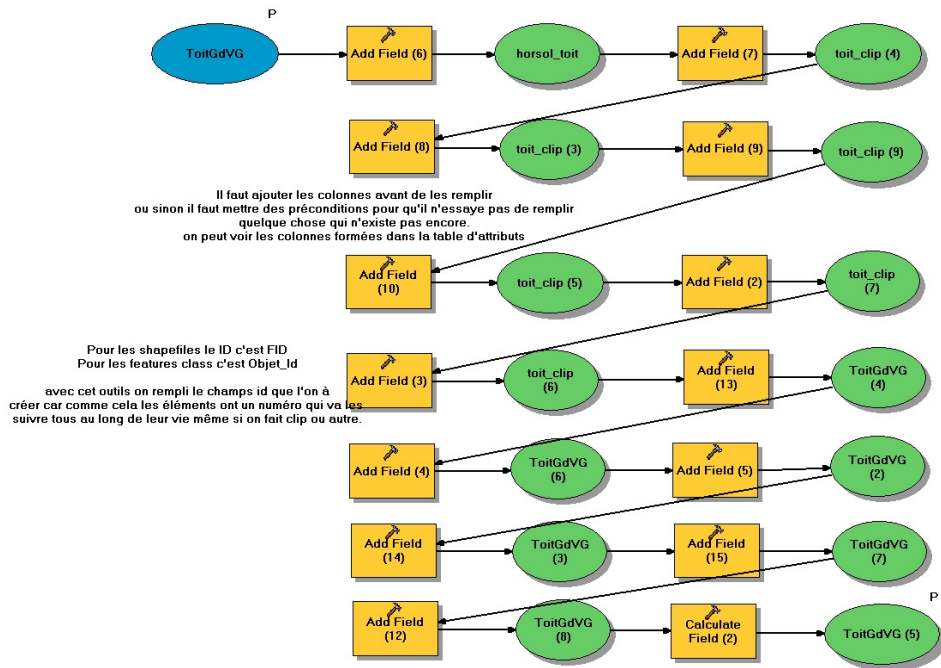 P
ToitGdVG
Add Field (6)
horsol_toit
Add Field (7)
toit_clip (4)
Add Field (8)
toit_clip (3)
Add Field (9)
toit_clip (9)
Il faut ajouter les colonnes avant de les remplir
ou sinon il faut mettre des préconditions pour qu'il n'essaye pas de remplir
quelque chose qui n'existe pas encore.
on peut voir les colonnes formées dans la table d'attributs
Add Field
(10)
toit_clip (5)
Add Field (2)
toit_clip
(7)
Pour les shapefiles le ID c'est FID
Pour les features class c'est Objet_Id
avec cet outils on rempli le champs id que l'on à
créer car comme cela les éléments ont un numéro qui va les
suivre tous au long de leur vie même si on fait clip ou autre.
Add Field (3)
toit_clip
(6)
Add Field
(13)
ToitGdVG
(4)
Add Field (4)
ToitGdVG
(6)
Add Field (5)
ToitGdVG
(2)
Add Field
(14)
ToitGdVG
(3)
Add Field
(15)
ToitGdVG
(7)
Add Field
(12)
ToitGdVG
(8)
Calculate
Field (2)
P
ToitGdVG (5)